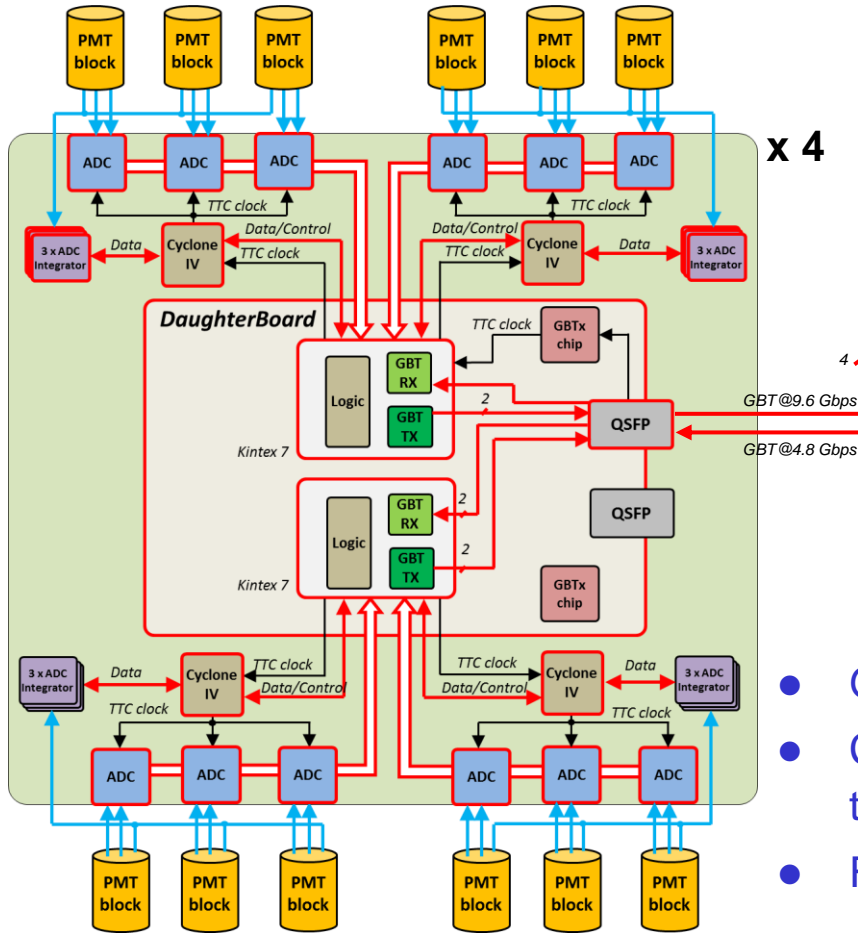 PMT block
PMT block
PMT block
PMT block
PMT block
PMT block
x 4
ADC
ADC
ADC
ADC
ADC
ADC
TTC clock
TTC clock
3 x ADC Integrator
Data
Cyclone IV
Data/Control
TTC clock
Data/Control
TTC clock
Cyclone IV
Data
3 x ADC Integrator
DaughterBoard
TTC clock
GBTx chip
Logic
GBT RX
GBT TX
2
Kintex 7
QSFP
4
GBT@9.6 Gbps
GBT@4.8 Gbps
Logic
GBT RX
GBT TX
2
2
Kintex 7
QSFP
GBTx chip
3 x ADC Integrator
Data
Cyclone IV
TTC clock
Data/Control
TTC clock
Data/Control
Cyclone IV
Data
3 x ADC Integrator
TTC clock
TTC clock
ADC
ADC
ADC
ADC
ADC
ADC
PMT block
PMT block
PMT block
PMT block
PMT block
PMT block